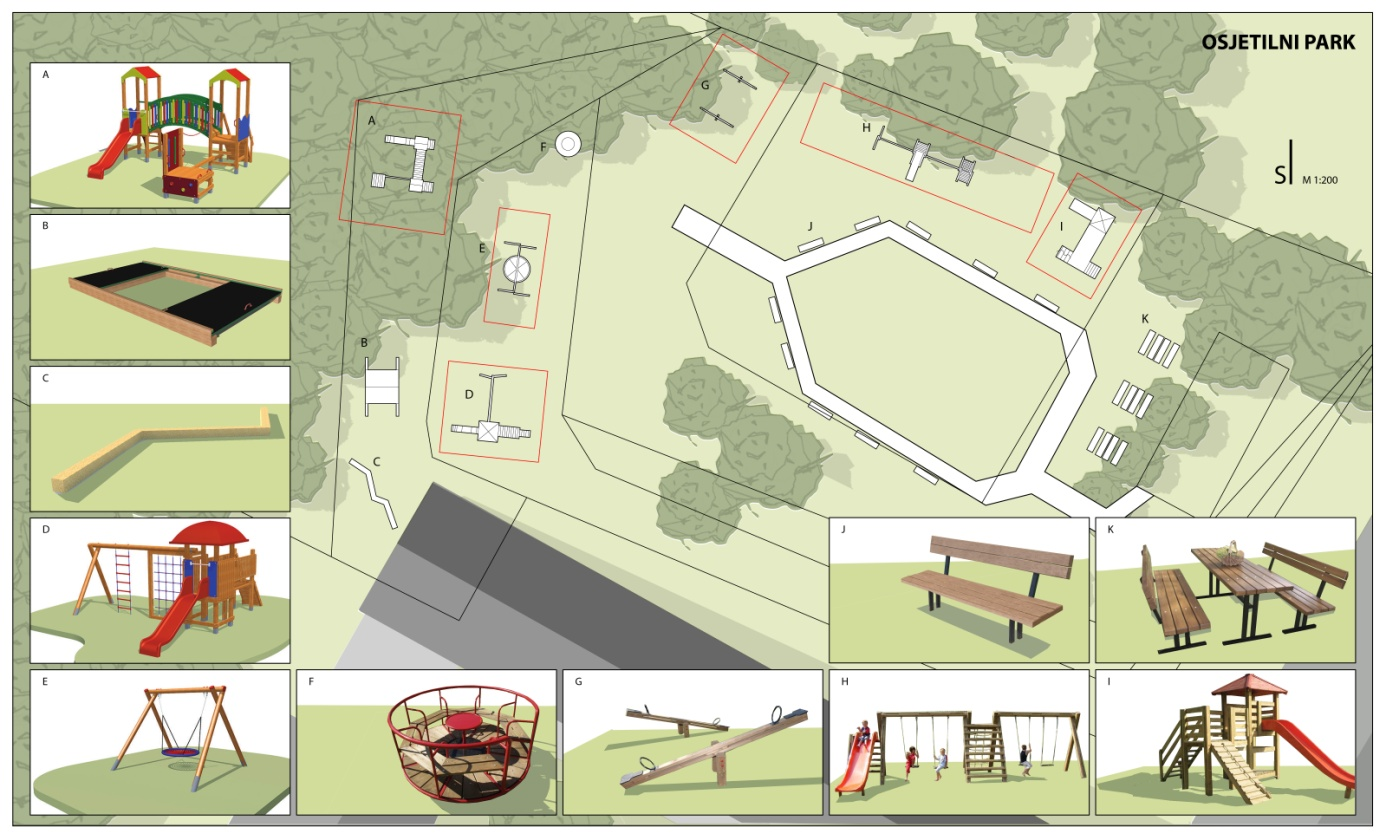 OSJETILNI PARK
S
M 1:200
A
B
C
D
E
F
G
H
I
J
K
A
B
C
D
E
F
G
H
I
J
K